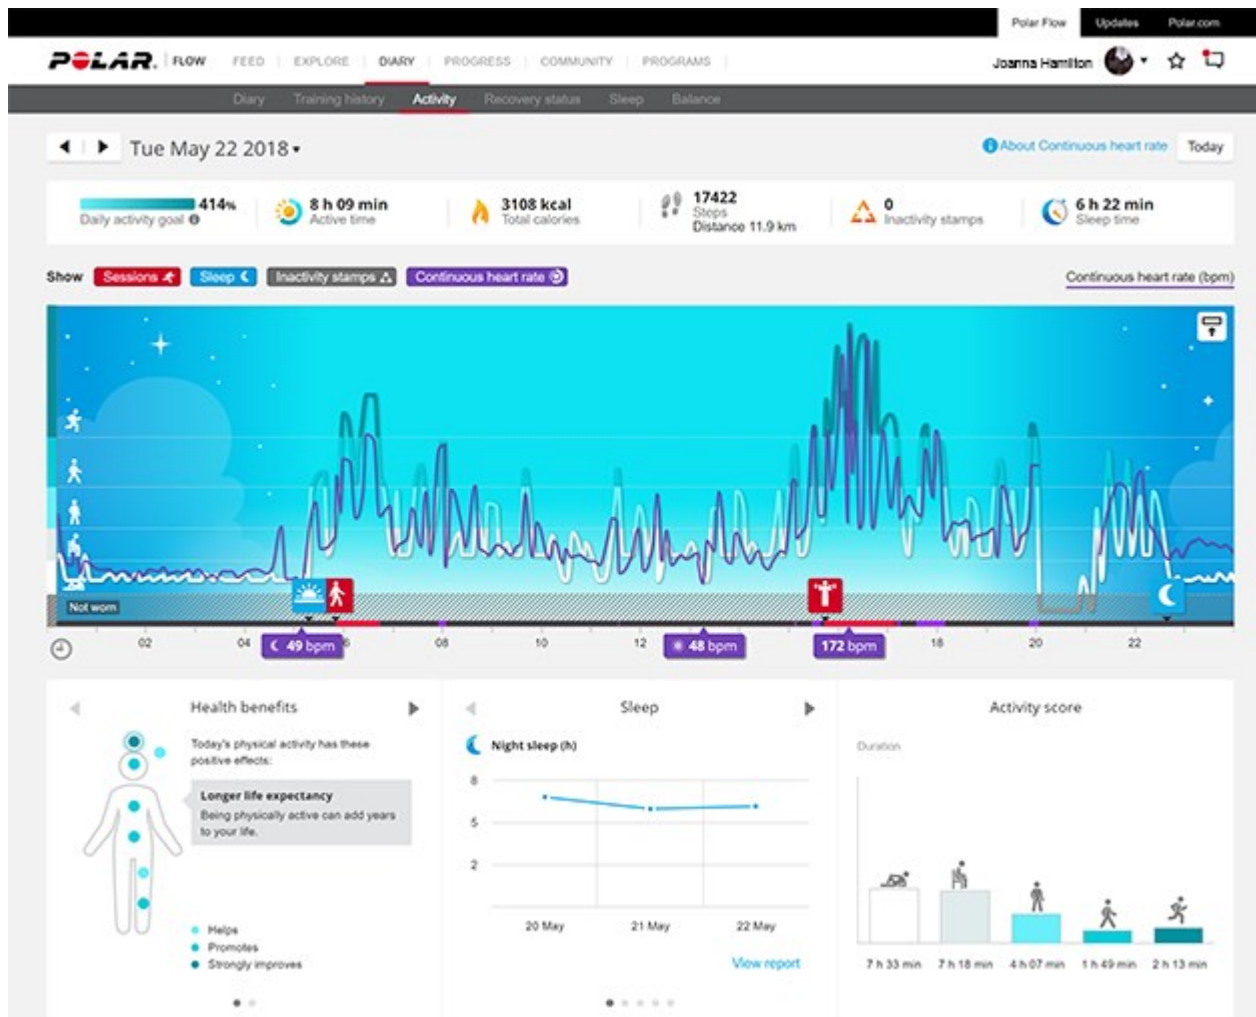 Polar Flow Updates Polar.com
POLAR. FLOW FEED EXPLORE DIARY PROGRESS COMMUNITY PROGRAMS Joanna Hamilton
Diary Training history Activity Recovery status Sleep Balance
Tue May 22 2018 About Continuous heart rate Today
414% 8 h 09 min 3108 kcal 17422 0 6 h 22 min
Daily activity goal Active time Total calories Steps Inactivity stamps Sleep time
Distance 11.9 km
Show Sessions Sleep Inactivity stamps Continuous heart rate Continuous heart rate (bpm)
Not worn
02 04 06 08 10 12 18 20 22
49 bpm 48 bpm 172 bpm
Health benefits
Today's physical activity has these
positive effects:
Longer life expectancy
Being physically active can add years
to your life.
Helps
Promotes
Strongly improves
Sleep
Night sleep (h)
8
5
2
20 May 21 May 22 May
View report
Activity score
Duration
7 h 33 min 7 h 18 min 4 h 07 min 1 h 49 min 2 h 13 min